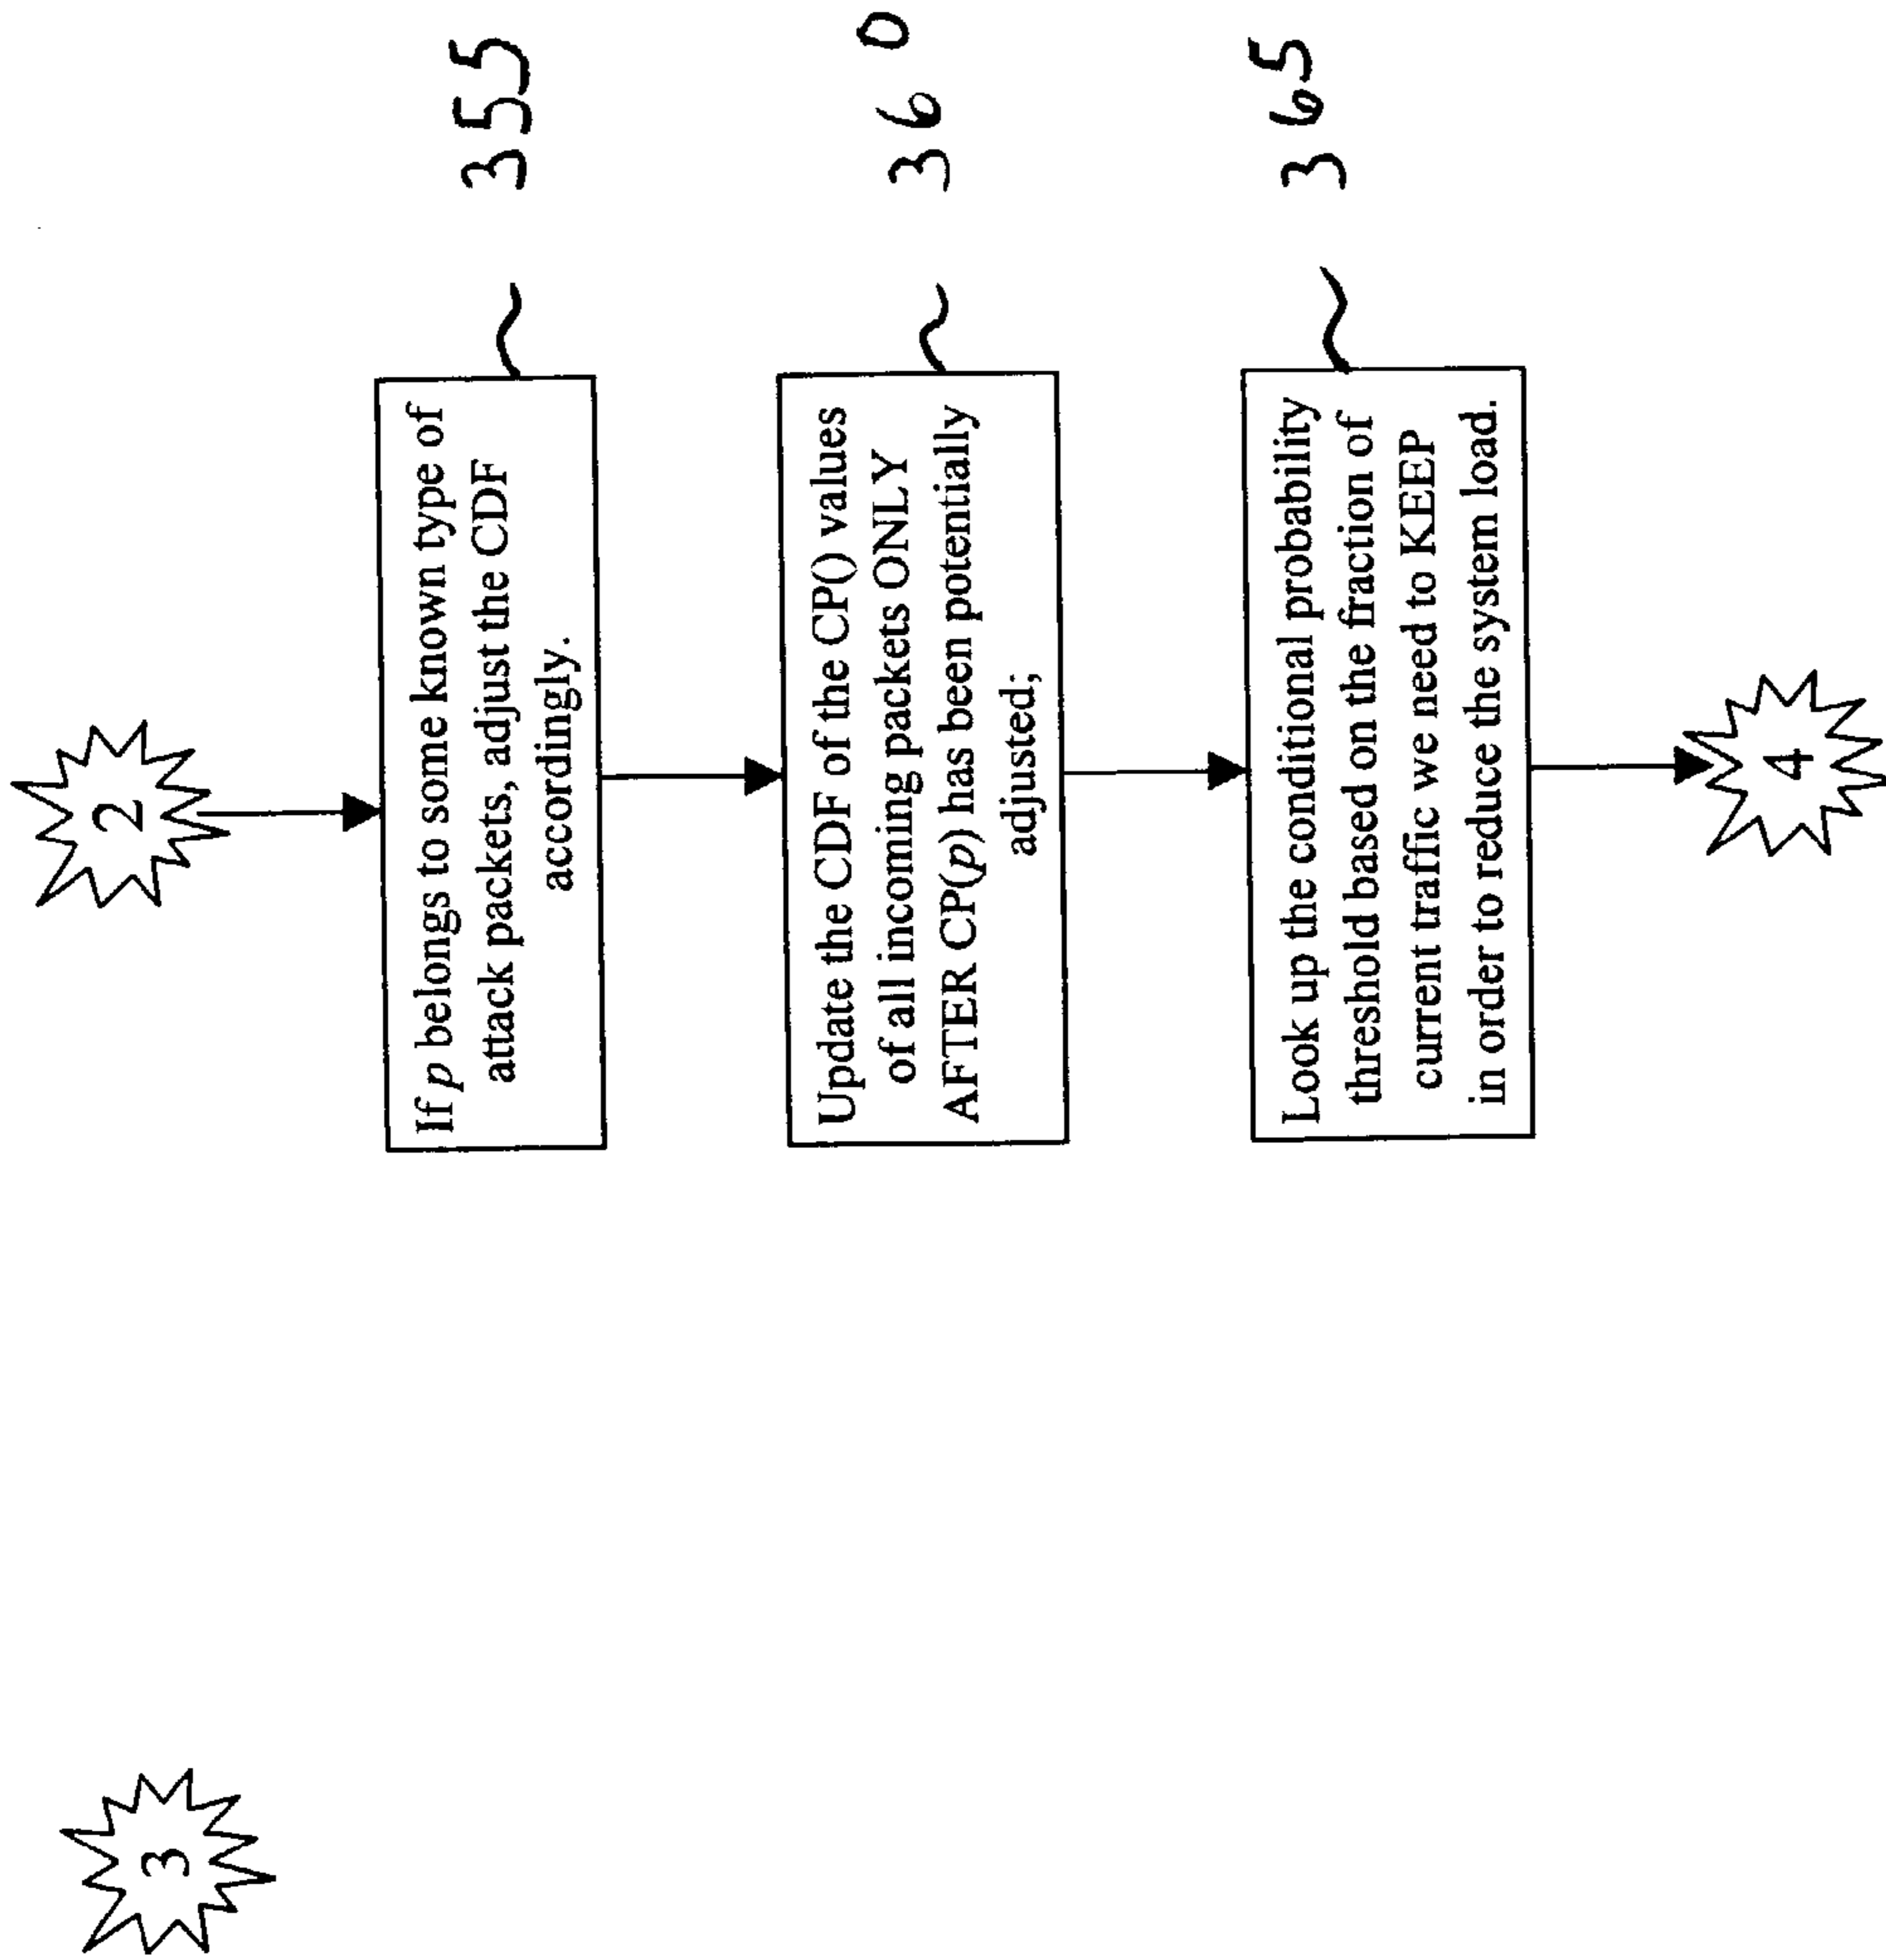 2
If p belongs to some known type of
attack packets, adjust the CDF
accordingly.
355
Update the CDF of the CP() values
of all incoming packets ONLY
AFTER CP(p) has been potentially
adjusted;
360
Look up the conditional probability
threshold based on the fraction of
current traffic we need to KEEP
in order to reduce the system load.
365
4
3